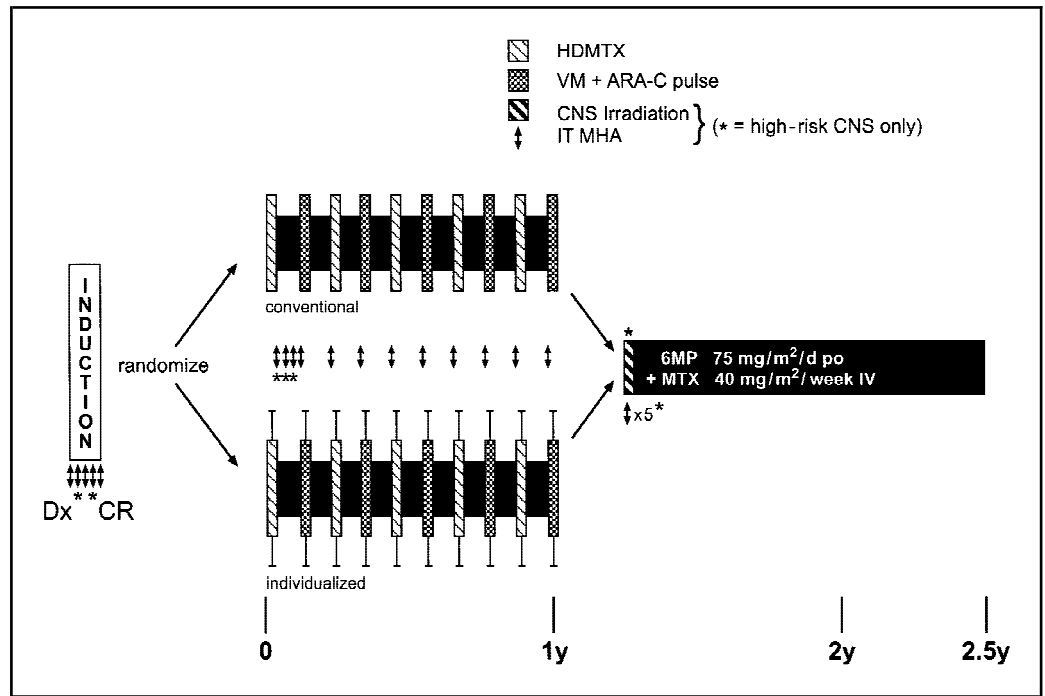 HDMTX
VM + ARA-C pulse
CNS Irradiation
IT MHA
(* = high-risk CNS only)
conventional
INDUCTION
randomize
***
*
6MP 75 mg/m²/d po
+ MTX 40 mg/m²/week IV
x5*
Dx**CR
individualized
0 1y 2y 2.5y